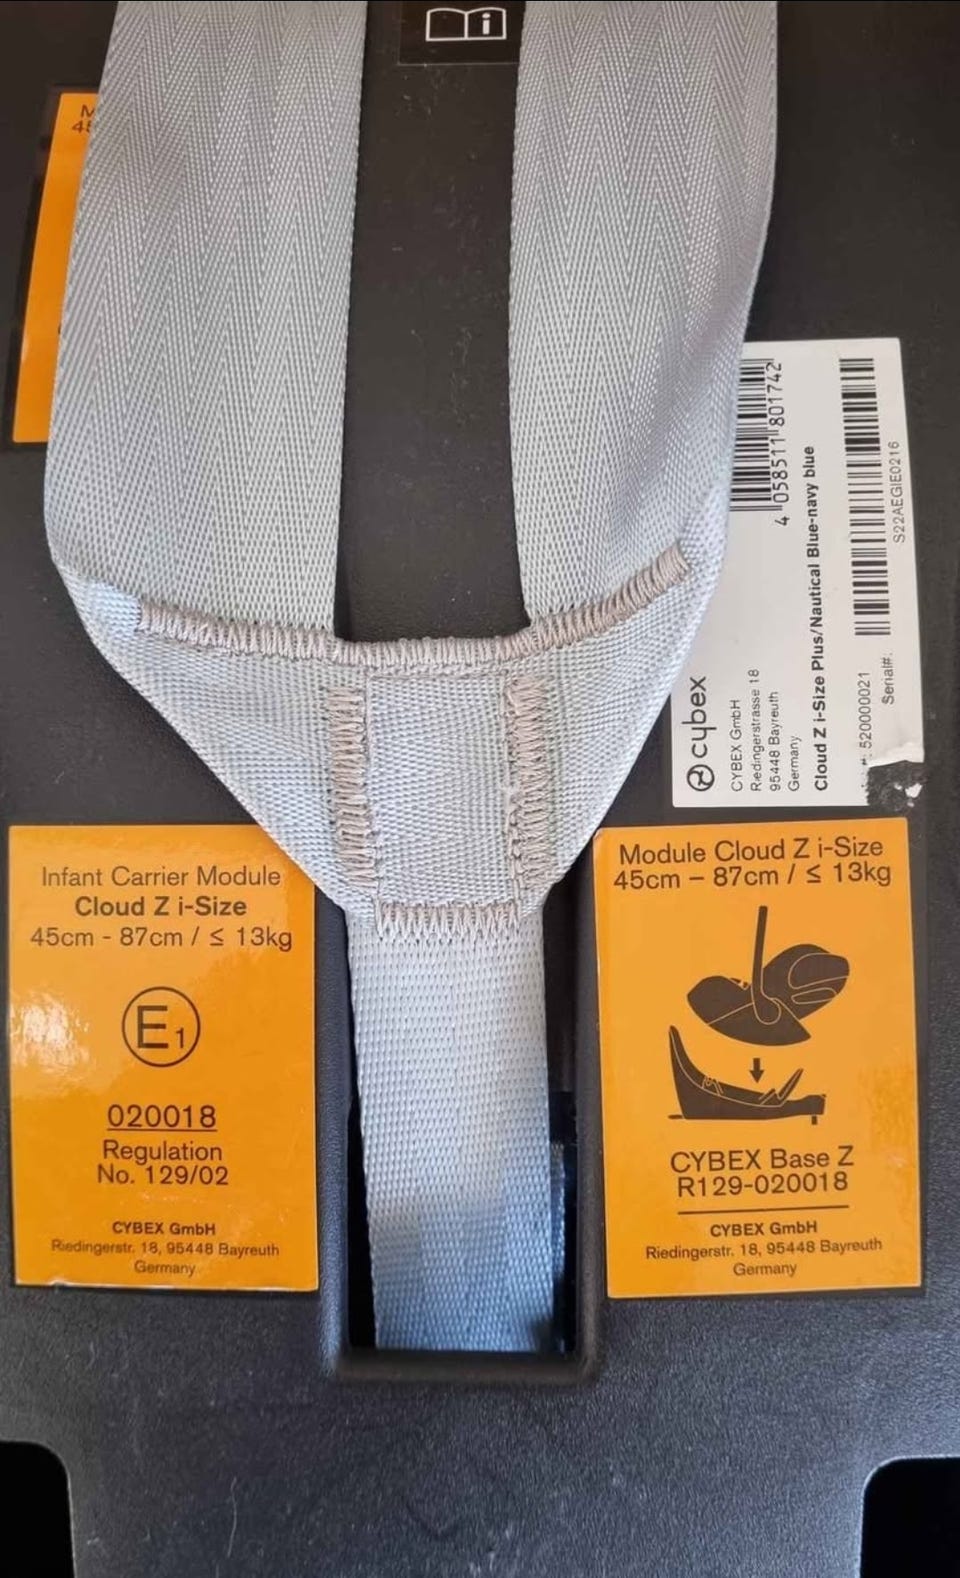 i
M
45
4 058511 801742
cybex
CYBEX GmbH
Riedingerstrasse 18
95448 Bayreuth
Germany
Cloud Z i-Size Plus/Nautical Blue-navy blue
#: 520000021
Serial#:
S22AEGIE0216
Infant Carrier Module
Cloud Z i-Size
45cm - 87cm / ≤ 13kg
E1
020018
Regulation
No. 129/02
CYBEX GmbH
Riedingerstr. 18, 95448 Bayreuth
Germany
Module Cloud Z i-Size
45cm – 87cm / ≤ 13kg
CYBEX Base Z
R129-020018
CYBEX GmbH
Riedingerstr. 18, 95448 Bayreuth
Germany